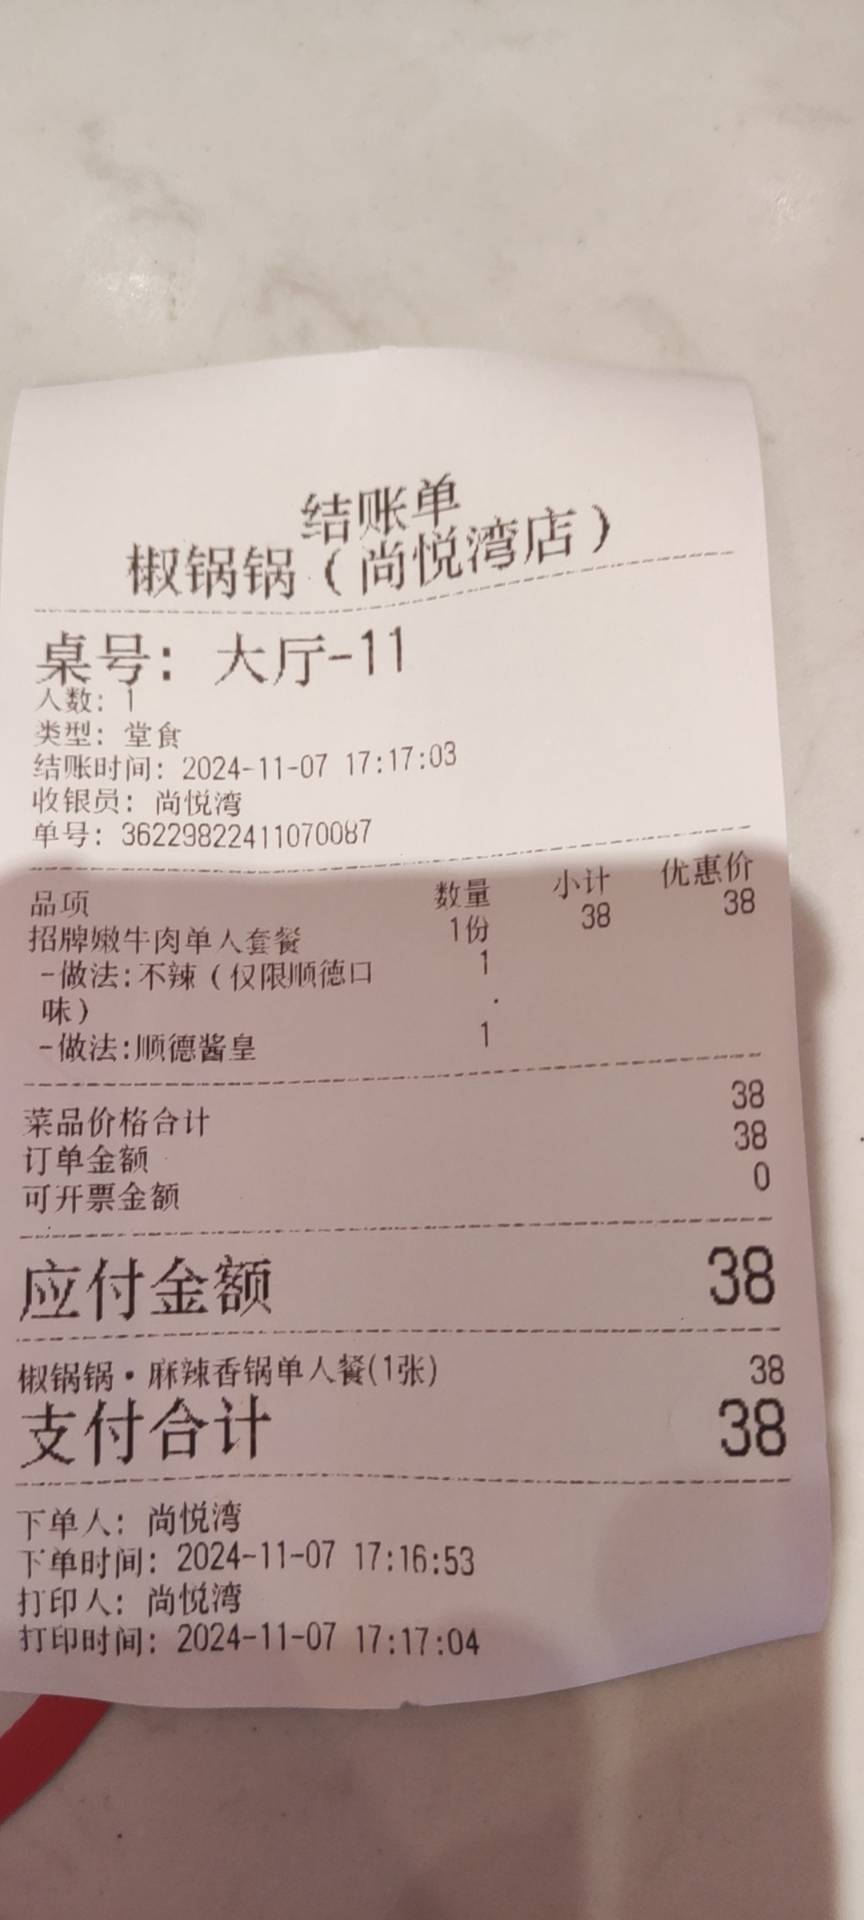 结账单
椒锅锅（尚悦湾店）
桌号：大厅-11
人数：1
类型：堂食
结账时间：2024-11-07 17:17:03
收银员：尚悦湾
单号：36229822411070087
品项 数量 小计 优惠价
招牌嫩牛肉单人套餐 1份 38 38
-做法:不辣（仅限顺德口 1
味）
-做法:顺德酱皇 1
菜品价格合计 38
订单金额 38
可开票金额 0
应付金额 38
椒锅锅•麻辣香锅单人餐(1张) 38
支付合计 38
下单人：尚悦湾
下单时间：2024-11-07 17:16:53
打印人：尚悦湾
打印时间：2024-11-07 17:17:04